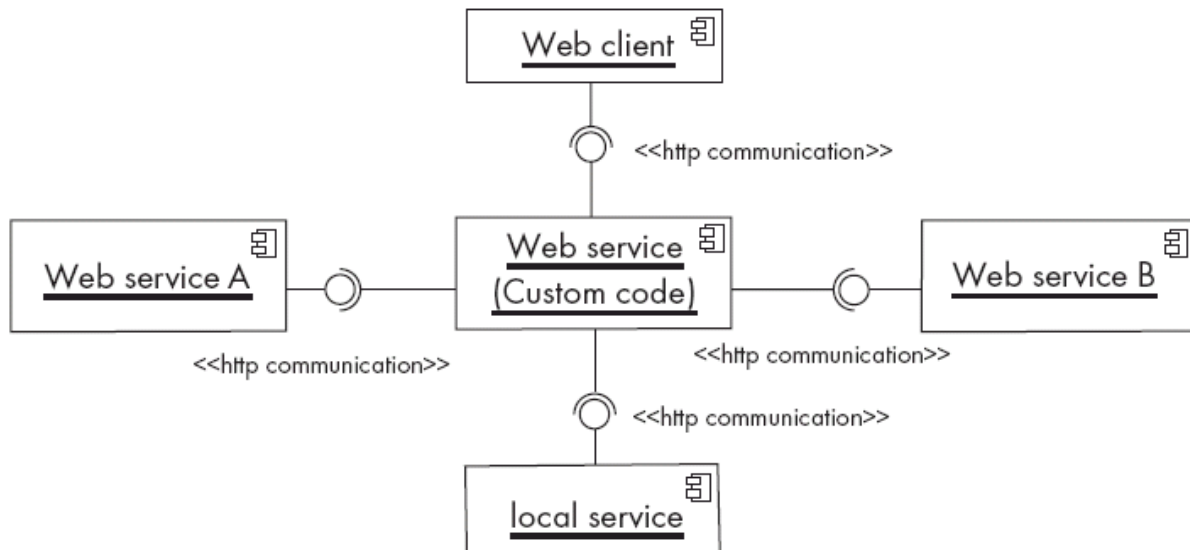 Web client
<<http communication>>
Web service A
Web service
(Custom code)
Web service B
<<http communication>>
<<http communication>>
<<http communication>>
local service